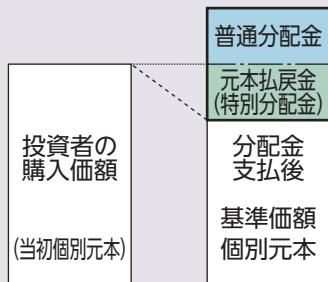 普通分配金
元本払戻金
(特別分配金)
投資者の
購入価額
(当初個別元本)
分配金
支払後
基準価額
個別元本